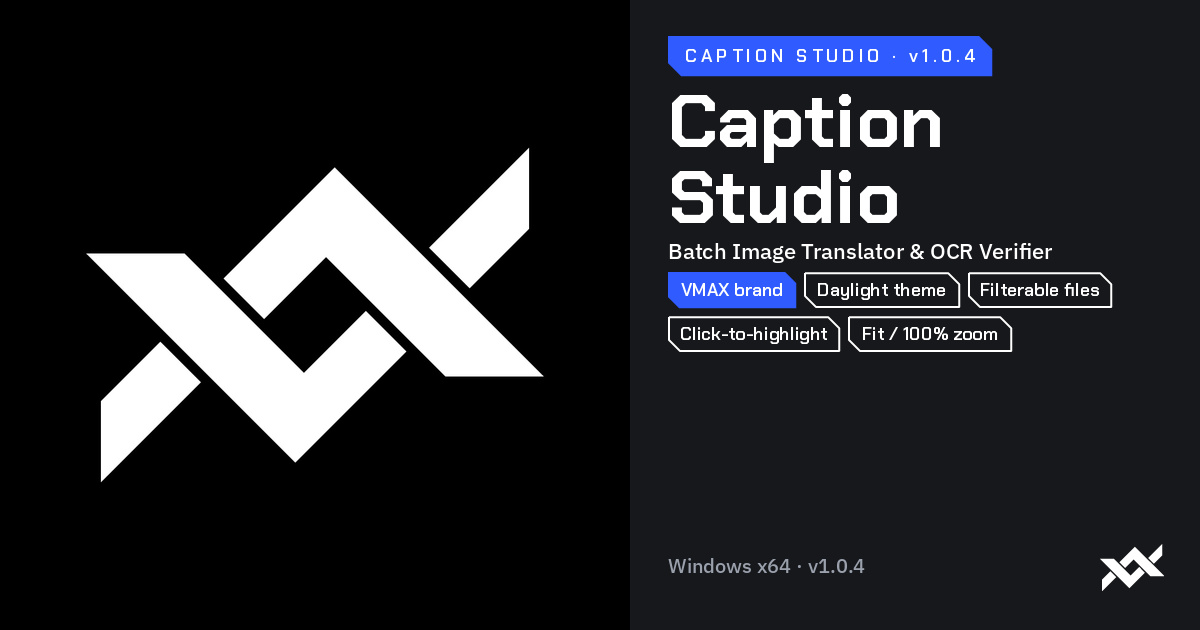 CAPTION STUDIO · v1.0.4
Caption
Studio
Batch Image Translator & OCR Verifier
VMAX brand Daylight theme Filterable files
Click-to-highlight Fit / 100% zoom
Windows x64 · v1.0.4